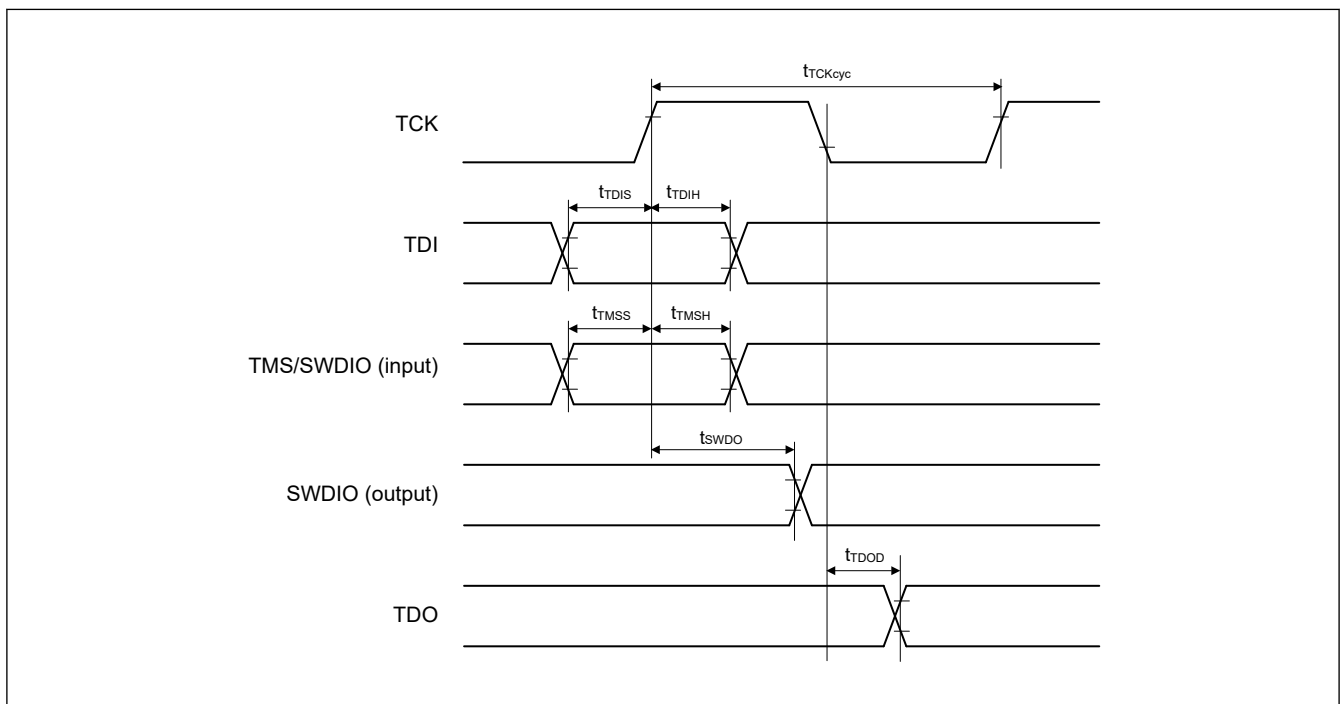 tTCKcyc
TCK
tTDIS tTDIH
TDI
tTMSS tTMSH
TMS/SWDIO (input)
tSWDO
SWDIO (output)
tTDOD
TDO